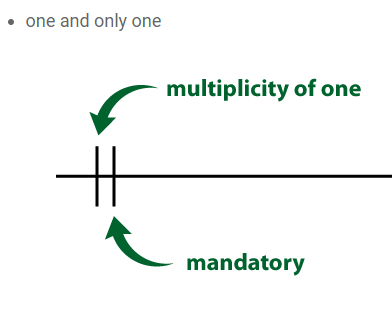 • one and only one
multiplicity of one
mandatory